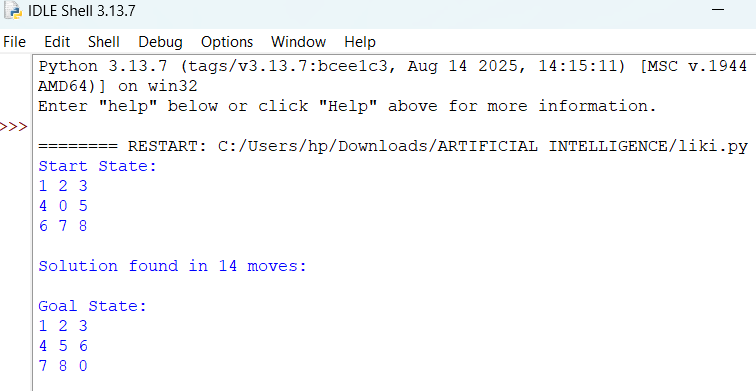 IDLE Shell 3.13.7
File Edit Shell Debug Options Window Help
Python 3.13.7 (tags/v3.13.7:bcee1c3, Aug 14 2025, 14:15:11) [MSC v.1944
AMD64)] on win32
Enter "help" below or click "Help" above for more information.
>>>
======== RESTART: C:/Users/hp/Downloads/ARTIFICIAL INTELLIGENCE/liki.py
Start State:
1 2 3
4 0 5
6 7 8
Solution found in 14 moves:
Goal State:
1 2 3
4 5 6
7 8 0